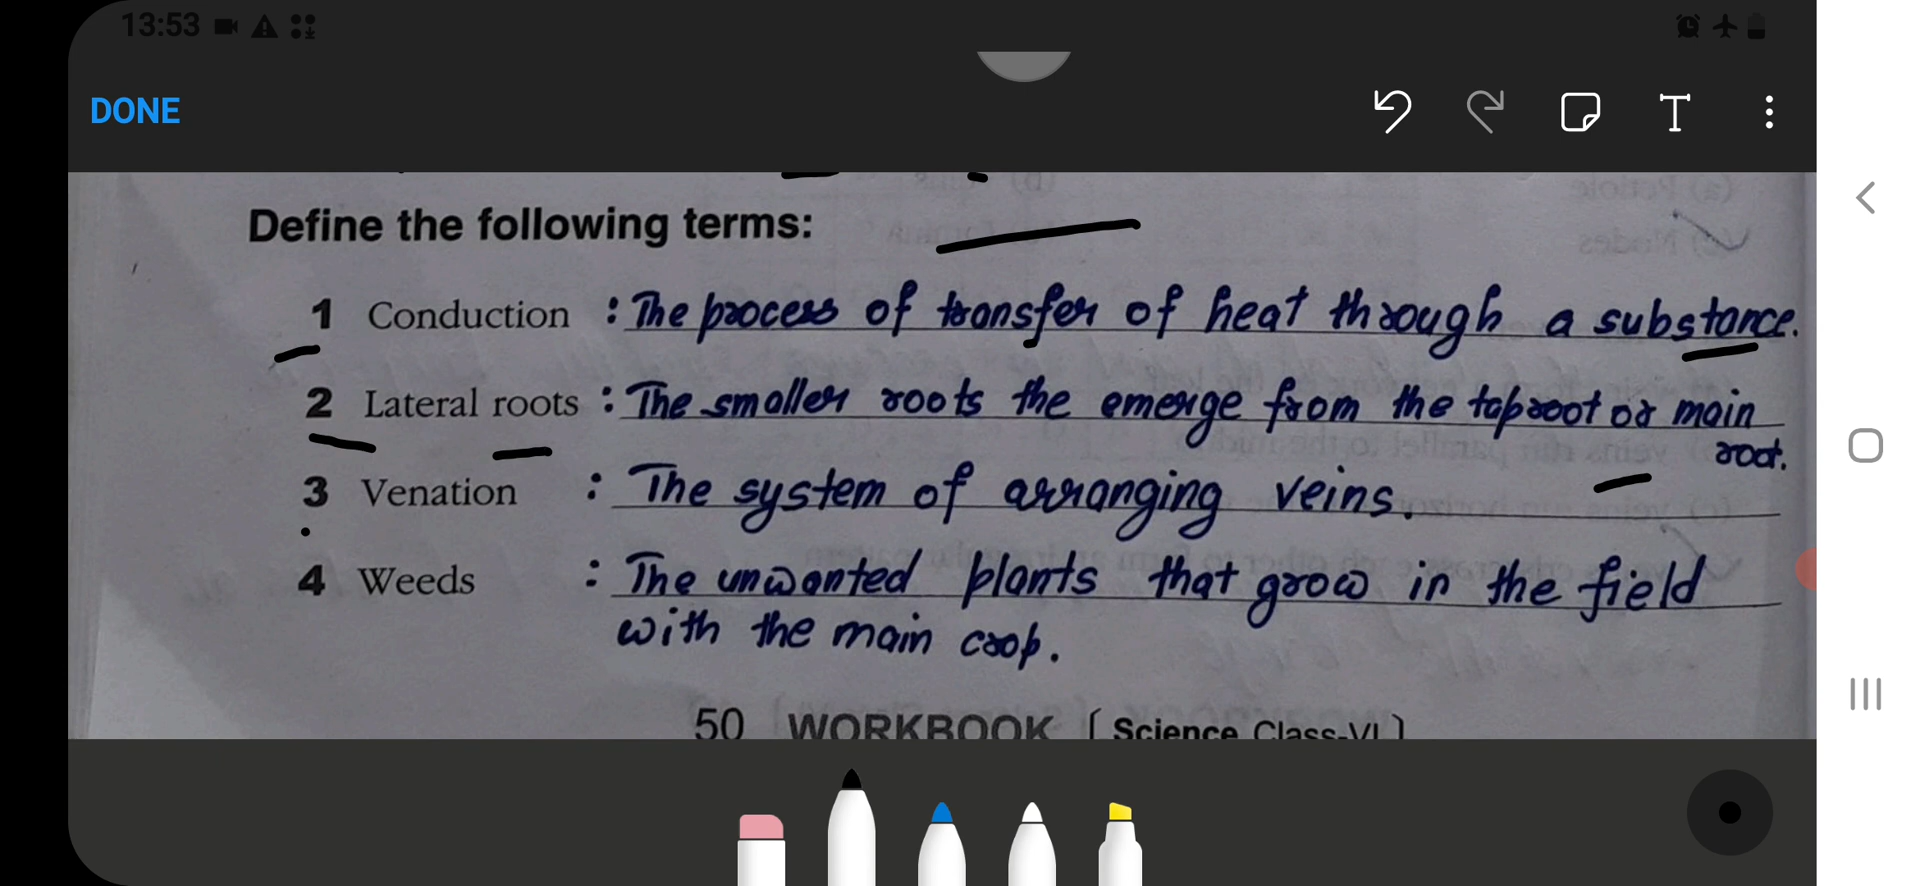 13:53
DONE
T
Define the following terms:
1 Conduction : The process of transfer of heat through a substance.
2 Lateral roots : The smaller roots the emerge from the taproot or main
root.
3 Venation : The system of arranging veins.
4 Weeds : The unwanted plants that grow in the field
with the main crop.
50 WORKBOOK [ Science Class-VI ]